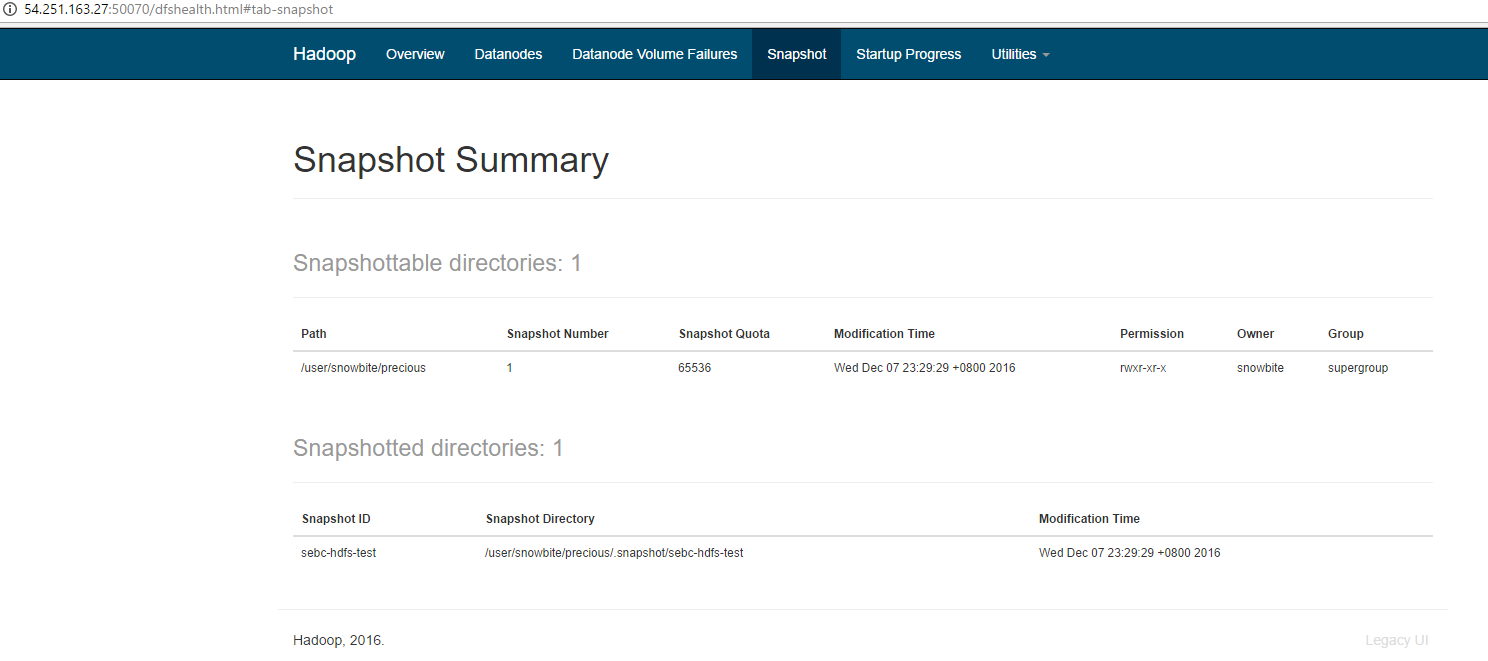 54.251.163.27:50070/dfshealth.html#tab-snapshot
Hadoop Overview Datanodes Datanode Volume Failures Snapshot Startup Progress Utilities
Snapshot Summary
Snapshottable directories: 1
Path Snapshot Number Snapshot Quota Modification Time Permission Owner Group
/user/snowbite/precious 1 65536 Wed Dec 07 23:29:29 +0800 2016 rwxr-xr-x snowbite supergroup
Snapshotted directories: 1
Snapshot ID Snapshot Directory Modification Time
sebc-hdfs-test /user/snowbite/precious/.snapshot/sebc-hdfs-test Wed Dec 07 23:29:29 +0800 2016
Hadoop, 2016. Legacy UI